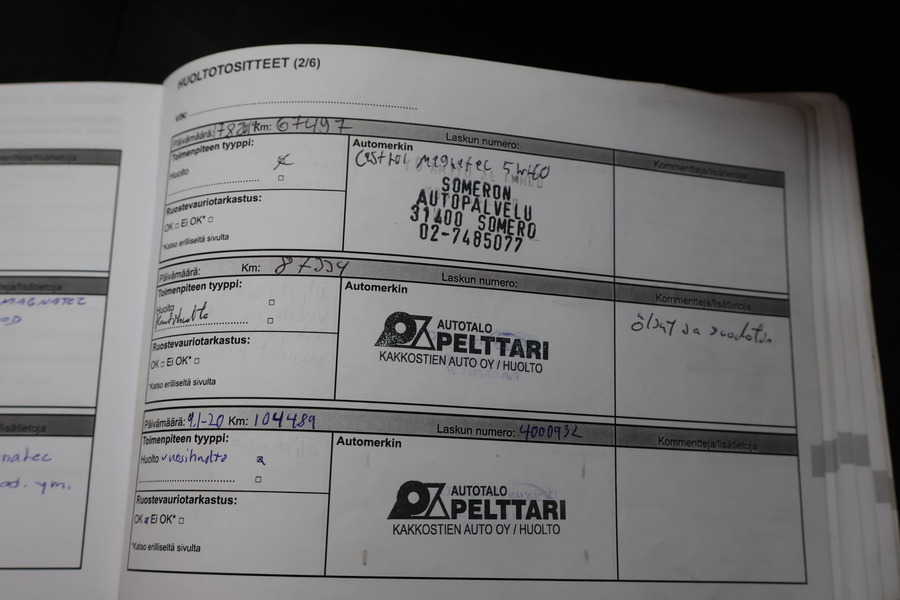 HUOLTOTOSITTEET (2/6)
VIN:
Päivämäärä: Km: 67497 Laskun numero:
Toimenpiteen tyyppi:
Huolto
Ruostevauriotarkastus:
OK □ Ei OK* □
*Katso erilliseltä sivulta
Automerkin
Castrol magnatec 5w40
SOMERON
AUTOPALVELU
31400 SOMERO
02-7485077
Kommentteja/lisätietoja
Päivämäärä: Km: Laskun numero:
Toimenpiteen tyyppi:
Huolto
Ruostevauriotarkastus:
OK □ Ei OK* □
*Katso erilliseltä sivulta
Automerkin
AUTOTALO
PELTTARI
KAKKOSTIEN AUTO OY / HUOLTO
Kommentteja/lisätietoja
öljyt ja suodatin
Päivämäärä: 9.1-20 Km: 104489 Laskun numero: 4000932
Toimenpiteen tyyppi:
Huolto vuosihuolto
Ruostevauriotarkastus:
OK Ei OK* □
*Katso erilliseltä sivulta
Automerkin
AUTOTALO
PELTTARI
KAKKOSTIEN AUTO OY / HUOLTO
Kommentteja/lisätietoja
MAGNATEC